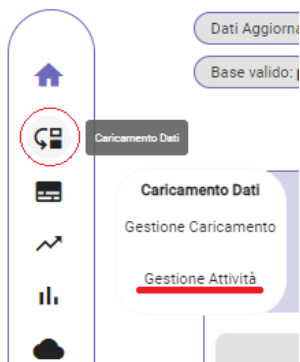 Dati Aggiorna
Base valido:
Caricamento Dati
Caricamento Dati
Gestione Caricamento
Gestione Attività